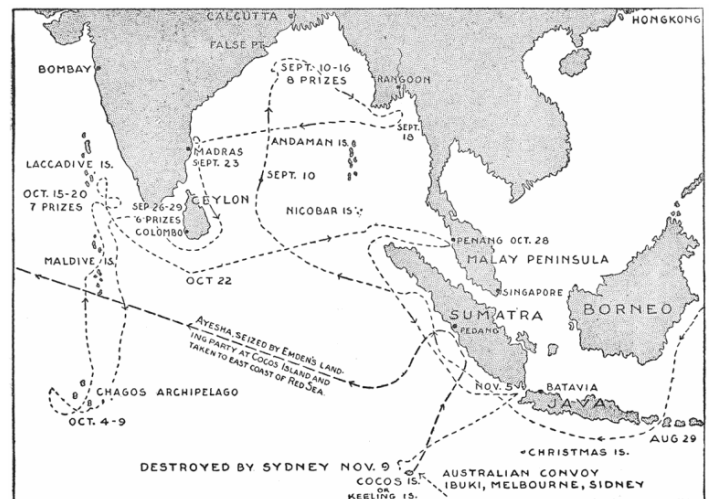 CALCUTTA
HONGKONG
FALSE PT.
BOMBAY
SEPT. 10-16
8 PRIZES
RANGOON
SEPT.
18
ANDAMAN IS.
MADRAS
SEPT. 23
LACCADIVE IS.
SEPT. 10
OCT. 15-20
7 PRIZES
SEP 26-29
6 PRIZES
COLOMBO
CEYLON
NICOBAR IS
PENANG OCT. 28
MALAY PENINSULA
MALDIVE IS.
OCT 22
SINGAPORE
SUMATRA
BORNEO
PEDANG
AYESHA, SEIZED BY EMDEN'S LAND-
ING PARTY AT COCOS ISLAND AND
TAKEN TO EAST COAST OF RED SEA.
CHAGOS ARCHIPELAGO
OCT. 4-9
NOV. 5
BATAVIA
JAVA
AUG 29
CHRISTMAS IS.
DESTROYED BY SYDNEY NOV. 9
COCOS IS.
OR
KEELING IS.
AUSTRALIAN CONVOY
IBUKI, MELBOURNE, SIDNEY